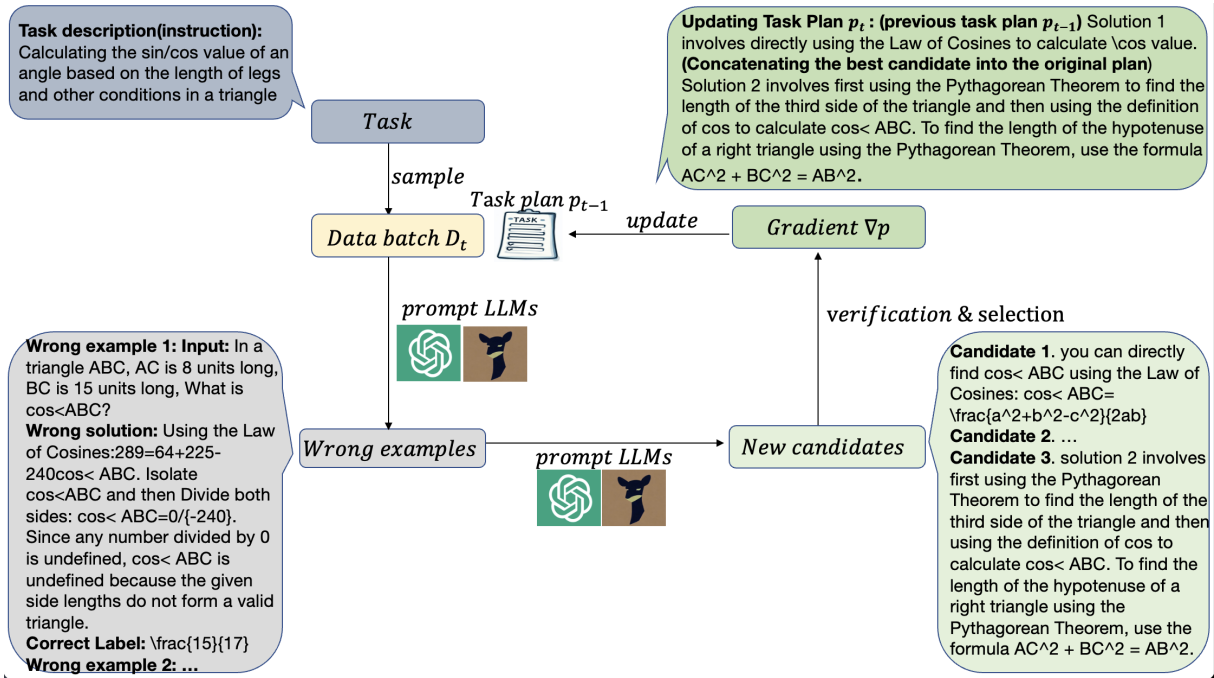 Task description(instruction):
Calculating the sin/cos value of an
angle based on the length of legs
and other conditions in a triangle
Task
sample
Data batch D_t
Task plan p_{t−1}
TASK
update
Gradient ∇p
Updating Task Plan p_t : (previous task plan p_{t−1}) Solution 1
involves directly using the Law of Cosines to calculate \cos value.
(Concatenating the best candidate into the original plan)
Solution 2 involves first using the Pythagorean Theorem to find the
length of the third side of the triangle and then using the definition
of cos to calculate cos< ABC. To find the length of the hypotenuse
of a right triangle using the Pythagorean Theorem, use the formula
AC^2 + BC^2 = AB^2.
prompt LLMs
verification & selection
Wrong example 1: Input: In a
triangle ABC, AC is 8 units long,
BC is 15 units long, What is
cos<ABC?
Wrong solution: Using the Law
of Cosines:289=64+225-
240cos< ABC. Isolate
cos<ABC and then Divide both
sides: cos< ABC=0/{-240}.
Since any number divided by 0
is undefined, cos< ABC is
undefined because the given
side lengths do not form a valid
triangle.
Correct Label: \frac{15}{17}
Wrong example 2: ...
Wrong examples
prompt LLMs
New candidates
Candidate 1. you can directly
find cos< ABC using the Law of
Cosines: cos< ABC=
\frac{a^2+b^2-c^2}{2ab}
Candidate 2. ...
Candidate 3. solution 2 involves
first using the Pythagorean
Theorem to find the length of the
third side of the triangle and then
using the definition of cos to
calculate cos< ABC. To find the
length of the hypotenuse of a
right triangle using the
Pythagorean Theorem, use the
formula AC^2 + BC^2 = AB^2.